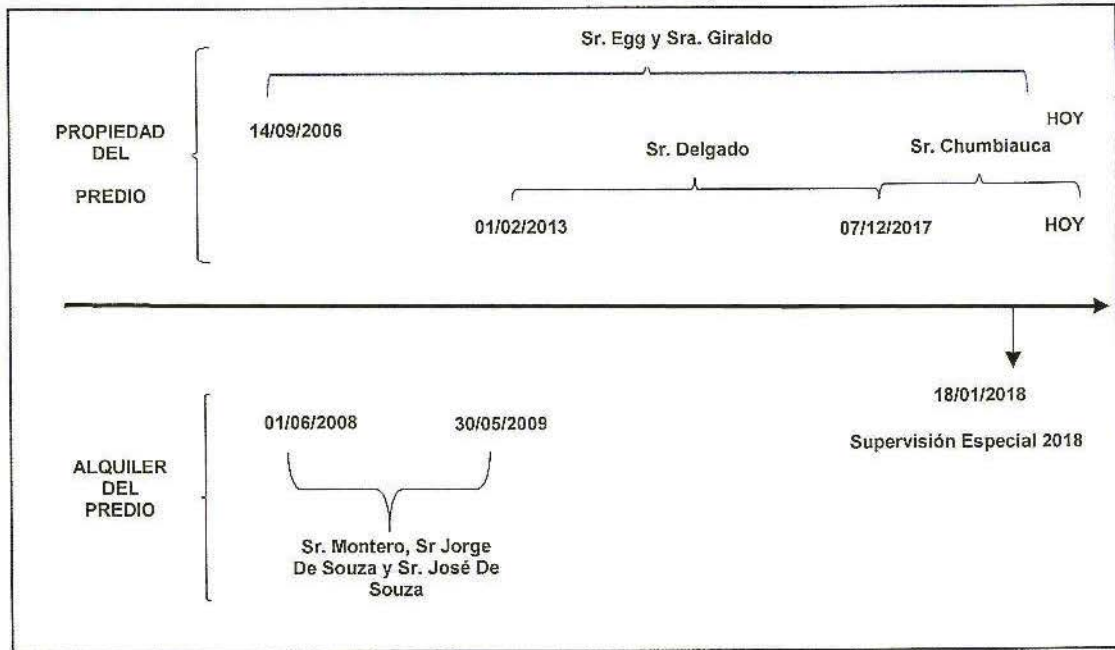 Sr. Egg y Sra. Giraldo
PROPIEDAD
DEL
PREDIO
14/09/2006
HOY
Sr. Delgado
Sr. Chumbiauca
01/02/2013
07/12/2017
HOY
18/01/2018
Supervisión Especial 2018
ALQUILER
DEL
PREDIO
01/06/2008
30/05/2009
Sr. Montero, Sr Jorge
De Souza y Sr. José De
Souza